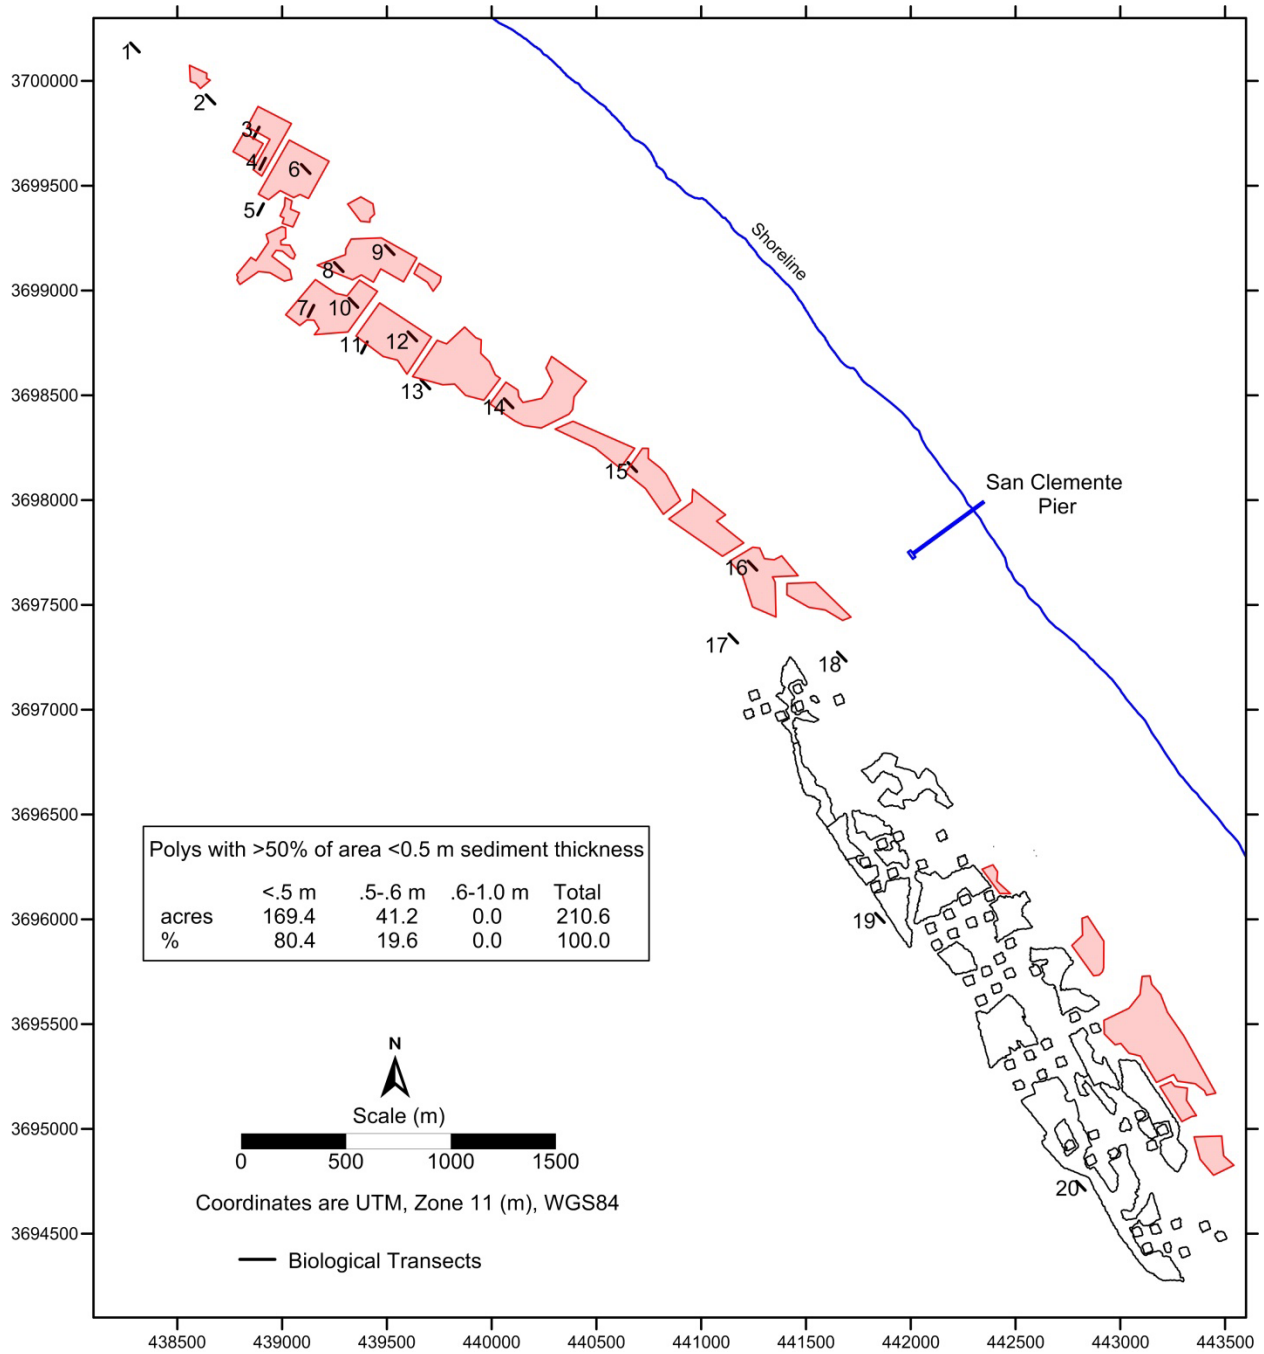 1
3700000
2
3
4
6
3699500
5
Shoreline
9
8
3699000
7
10
11
12
3698500
13
14
San Clemente
Pier
15
3698000
16
3697500
17
18
3697000
3696500
Polys with >50% of area <0.5 m sediment thickness
<.5 m .5-.6 m .6-1.0 m Total
acres 169.4 41.2 0.0 210.6
% 80.4 19.6 0.0 100.0
3696000
19
3695500
N
Scale (m)
3695000
0 500 1000 1500
Coordinates are UTM, Zone 11 (m), WGS84
20
3694500
Biological Transects
438500 439000 439500 440000 440500 441000 441500 442000 442500 443000 443500